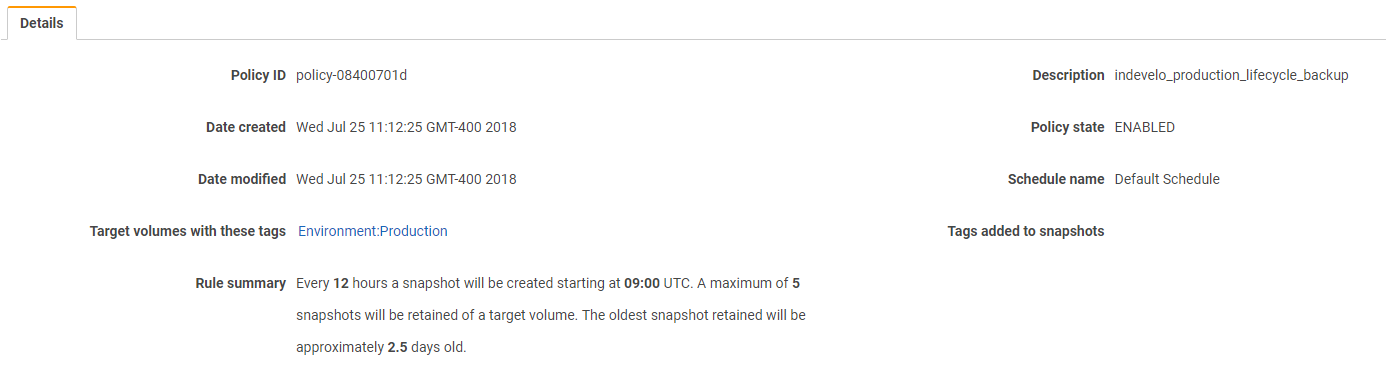 Details
Policy ID policy-08400701d
Description indevelo_production_lifecycle_backup
Date created Wed Jul 25 11:12:25 GMT-400 2018
Policy state ENABLED
Date modified Wed Jul 25 11:12:25 GMT-400 2018
Schedule name Default Schedule
Target volumes with these tags Environment:Production
Tags added to snapshots
Rule summary Every 12 hours a snapshot will be created starting at 09:00 UTC. A maximum of 5
snapshots will be retained of a target volume. The oldest snapshot retained will be
approximately 2.5 days old.